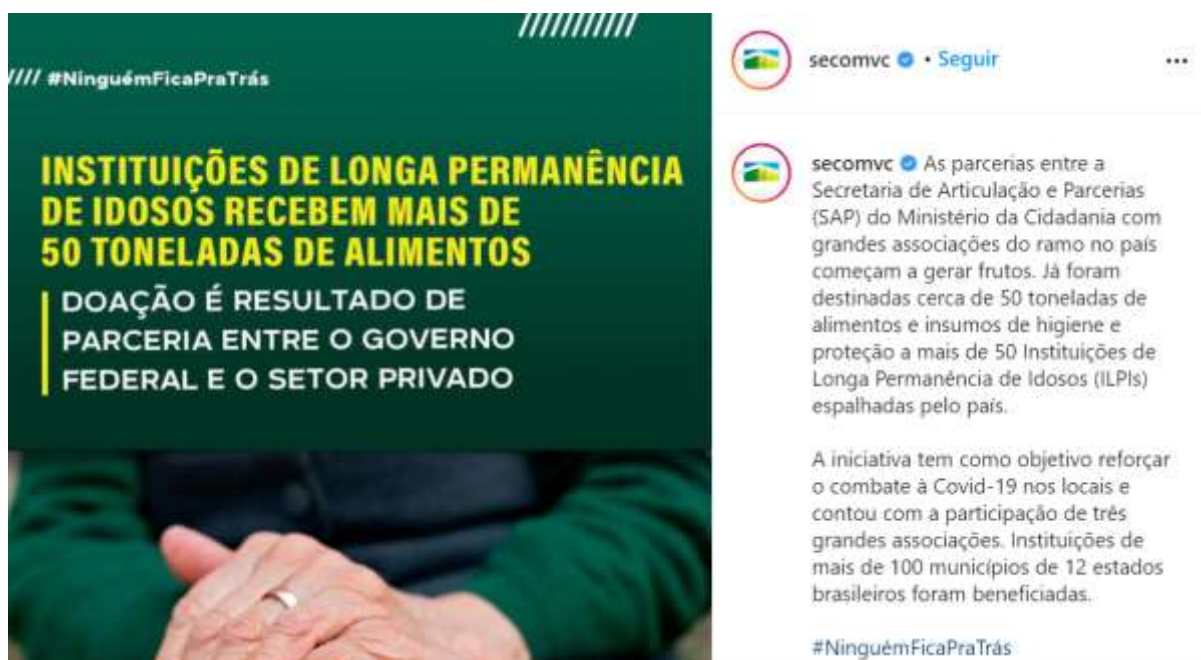 //// #NinguémFicaPraTrás
INSTITUIÇÕES DE LONGA PERMANÊNCIA
DE IDOSOS RECEBEM MAIS DE
50 TONELADAS DE ALIMENTOS
DOAÇÃO É RESULTADO DE
PARCERIA ENTRE O GOVERNO
FEDERAL E O SETOR PRIVADO
secomvc • Seguir
secomvc As parcerias entre a
Secretaria de Articulação e Parcerias
(SAP) do Ministério da Cidadania com
grandes associações do ramo no país
começam a gerar frutos. Já foram
destinadas cerca de 50 toneladas de
alimentos e insumos de higiene e
proteção a mais de 50 Instituições de
Longa Permanência de Idosos (ILPIs)
espalhadas pelo país.
A iniciativa tem como objetivo reforçar
o combate à Covid-19 nos locais e
contou com a participação de três
grandes associações. Instituições de
mais de 100 municípios de 12 estados
brasileiros foram beneficiadas.
#NinguémFicaPraTrás